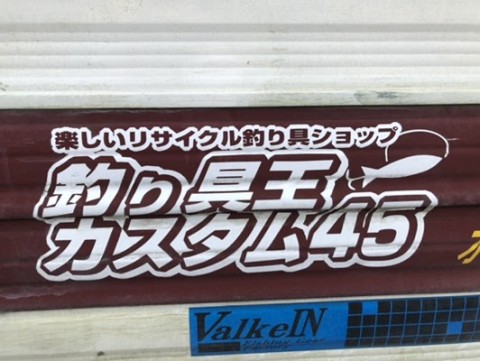 楽しいリサイクル釣り具ショップ
釣り具王
カスタム45
ValkeIN